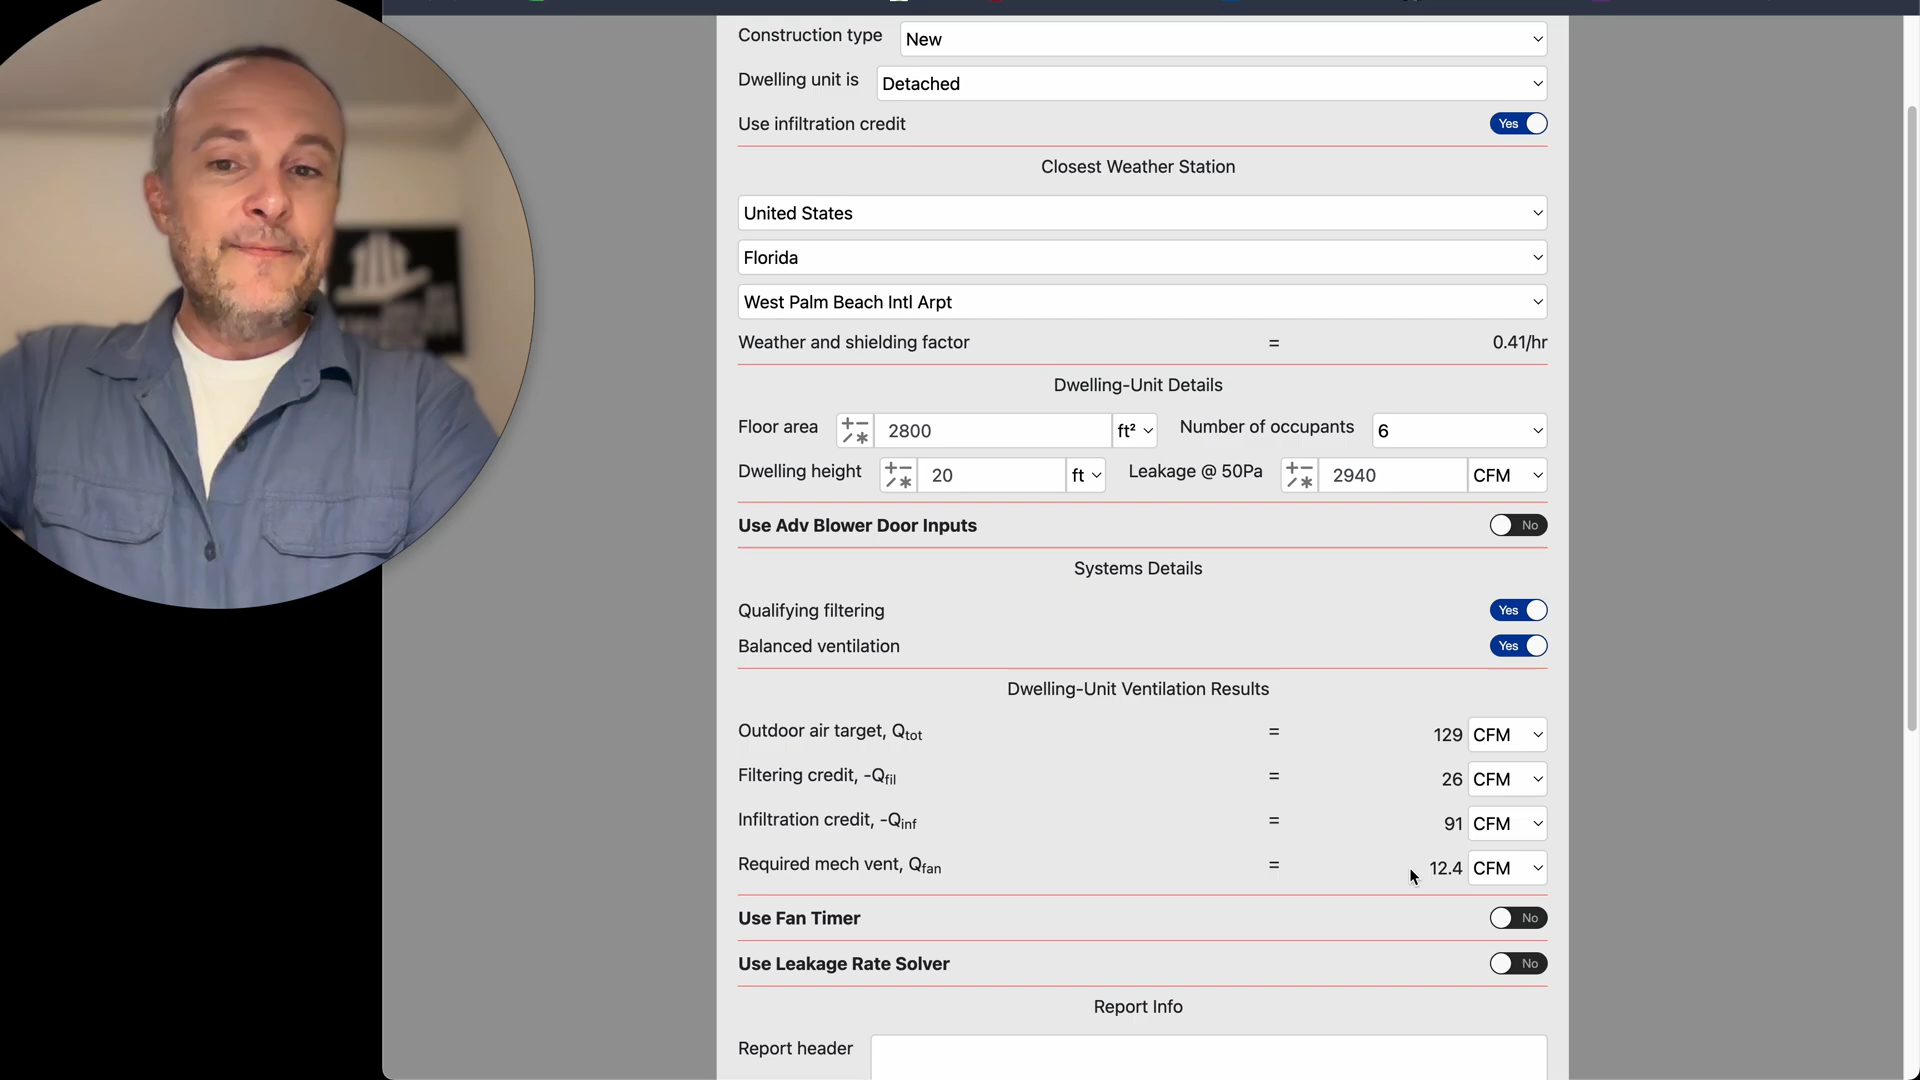 Construction type New
Dwelling unit is Detached
Use infiltration credit Yes
Closest Weather Station
United States
Florida
West Palm Beach Intl Arpt
Weather and shielding factor = 0.41/hr
Dwelling-Unit Details
Floor area 2800 ft² Number of occupants 6
Dwelling height 20 ft Leakage @ 50Pa 2940 CFM
Use Adv Blower Door Inputs No
Systems Details
Qualifying filtering Yes
Balanced ventilation Yes
Dwelling-Unit Ventilation Results
Outdoor air target, Qtot = 129 CFM
Filtering credit, -Qfil = 26 CFM
Infiltration credit, -Qinf = 91 CFM
Required mech vent, Qfan = 12.4 CFM
Use Fan Timer No
Use Leakage Rate Solver No
Report Info
Report header